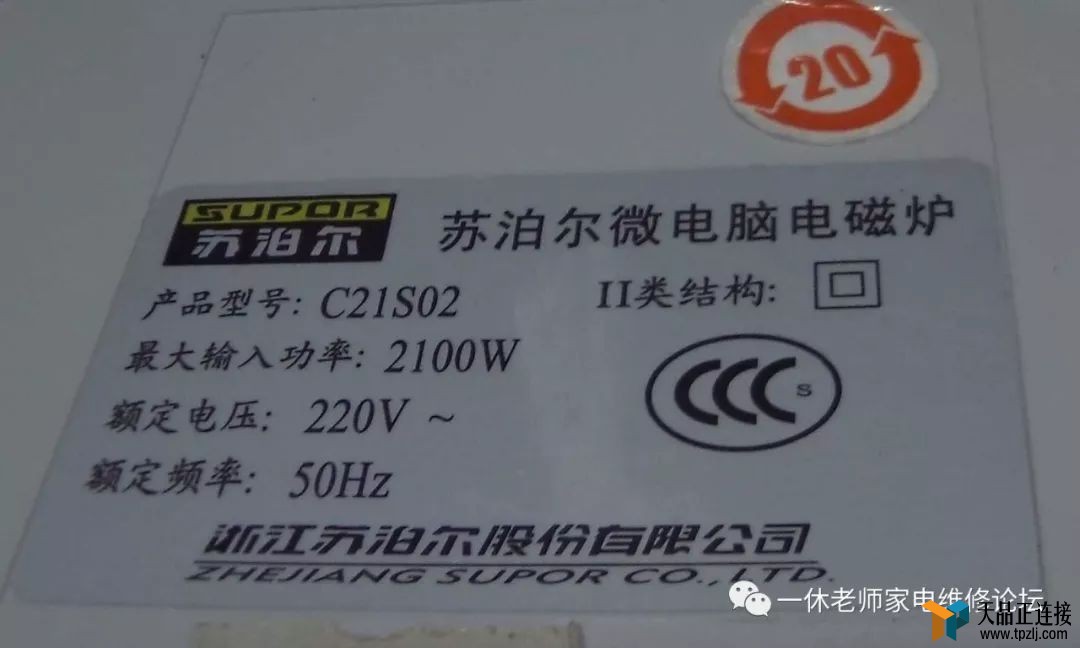 20
SUPOR
苏泊尔
苏泊尔微电脑电磁炉
产品型号: C21S02
II类结构:
最大输入功率: 2100W
CCC S
额定电压: 220V ~
额定频率: 50Hz
浙江苏泊尔股份有限公司
ZHEJIANG SUPOR CO., LTD.
一休老师家电维修论坛
天品正连接
www.tpzlj.com